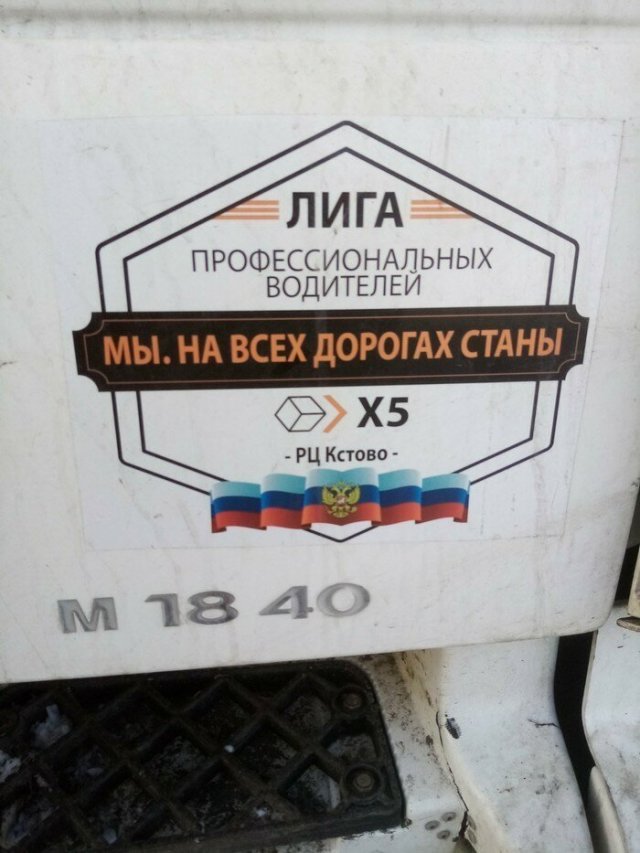 ЛИГА
ПРОФЕССИОНАЛЬНЫХ
ВОДИТЕЛЕЙ
МЫ. НА ВСЕХ ДОРОГАХ СТАНЫ
X5
- РЦ Кстово -
M 18 40